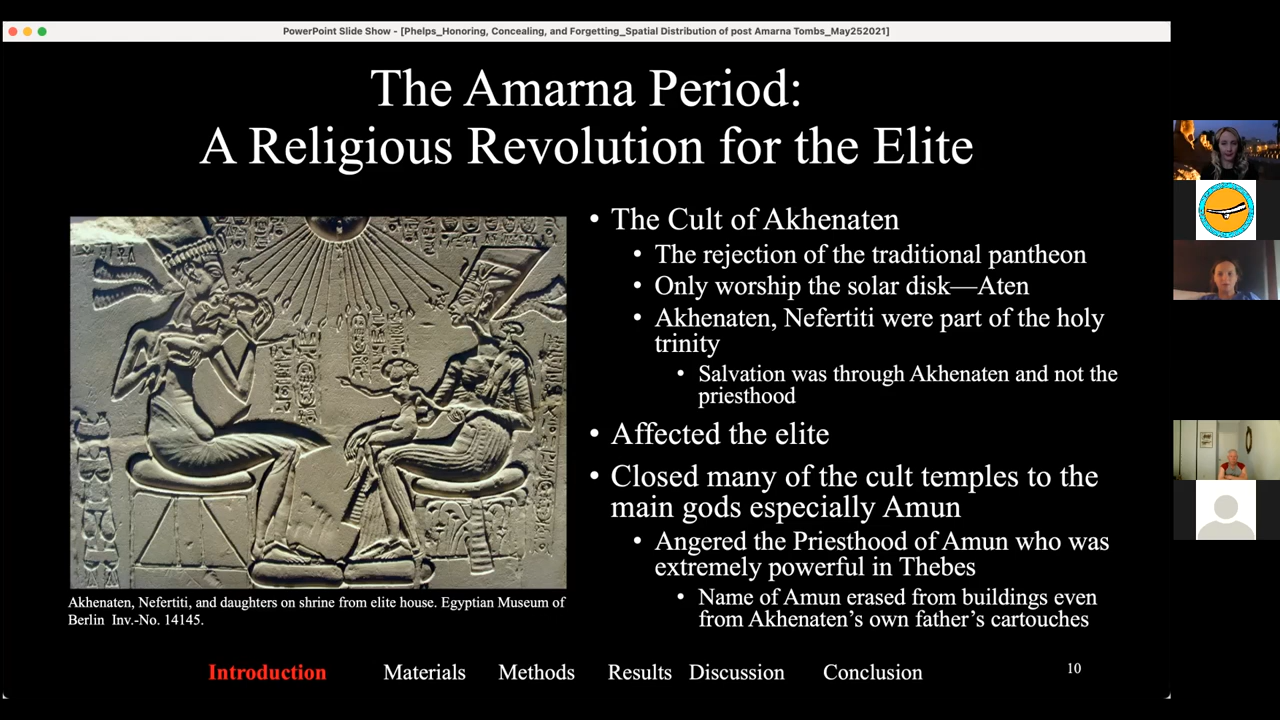 PowerPoint Slide Show - [Phelps_Honoring, Concealing, and Forgetting_Spatial Distribution of post Amarna Tombs_May252021]
The Amarna Period:
A Religious Revolution for the Elite
• The Cult of Akhenaten
• The rejection of the traditional pantheon
• Only worship the solar disk—Aten
• Akhenaten, Nefertiti were part of the holy
trinity
• Salvation was through Akhenaten and not the
priesthood
• Affected the elite
• Closed many of the cult temples to the
main gods especially Amun
• Angered the Priesthood of Amun who was
extremely powerful in Thebes
• Name of Amun erased from buildings even
from Akhenaten’s own father’s cartouches
Akhenaten, Nefertiti, and daughters on shrine from elite house. Egyptian Museum of
Berlin Inv.-No. 14145.
Introduction Materials Methods Results Discussion Conclusion 10